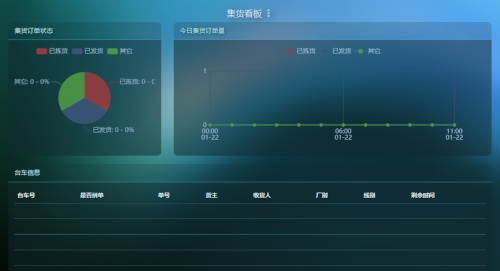 集货看板
集货订单状态
已拣货 已发货 其它
其它: 0 - 0%
已拣货: 0 - 0
已发货: 0 - 0%
今日集货订单量
已拣货 已发货 其它
1
0
00:00 06:00 11:00
01-22 01-22 01-22
台车信息
台车号 是否拼单 单号 货主 收货人 厂别 线别 剩余时间